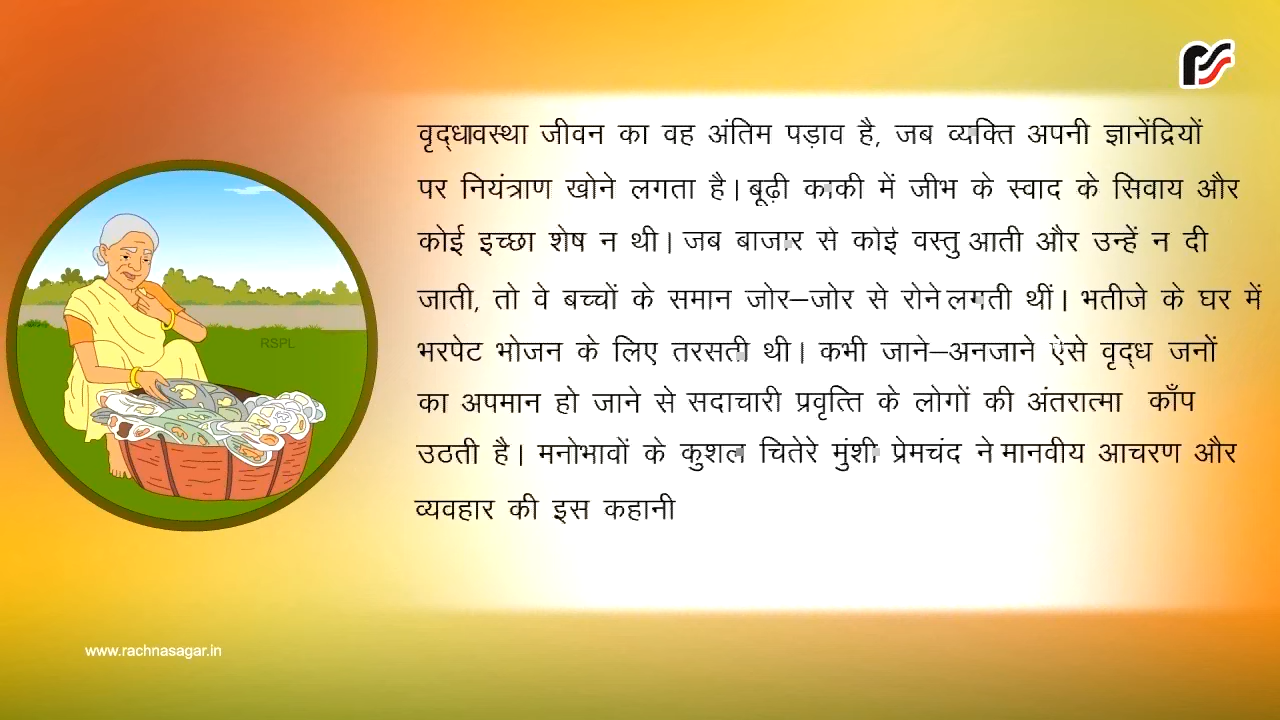 वृद्धावस्था जीवन का वह अंतिम पड़ाव है, जब व्यक्ति अपनी ज्ञानेंद्रियों
पर नियंत्राण खोने लगता है। बूढ़ी काकी में जीभ के स्वाद के सिवाय और
कोई इच्छा शेष न थी। जब बाजार से कोई वस्तु आती और उन्हें न दी
जाती, तो वे बच्चों के समान जोर–जोर से रोने लगती थीं। भतीजे के घर में
भरपेट भोजन के लिए तरसती थी। कभी जाने–अनजाने ऐसे वृद्ध जनों
का अपमान हो जाने से सदाचारी प्रवृत्ति के लोगों की अंतरात्मा काँप
उठती है। मनोभावों के कुशल चितेरे मुंशी प्रेमचंद ने मानवीय आचरण और
व्यवहार की इस कहानी
RSPL
www.rachnasagar.in